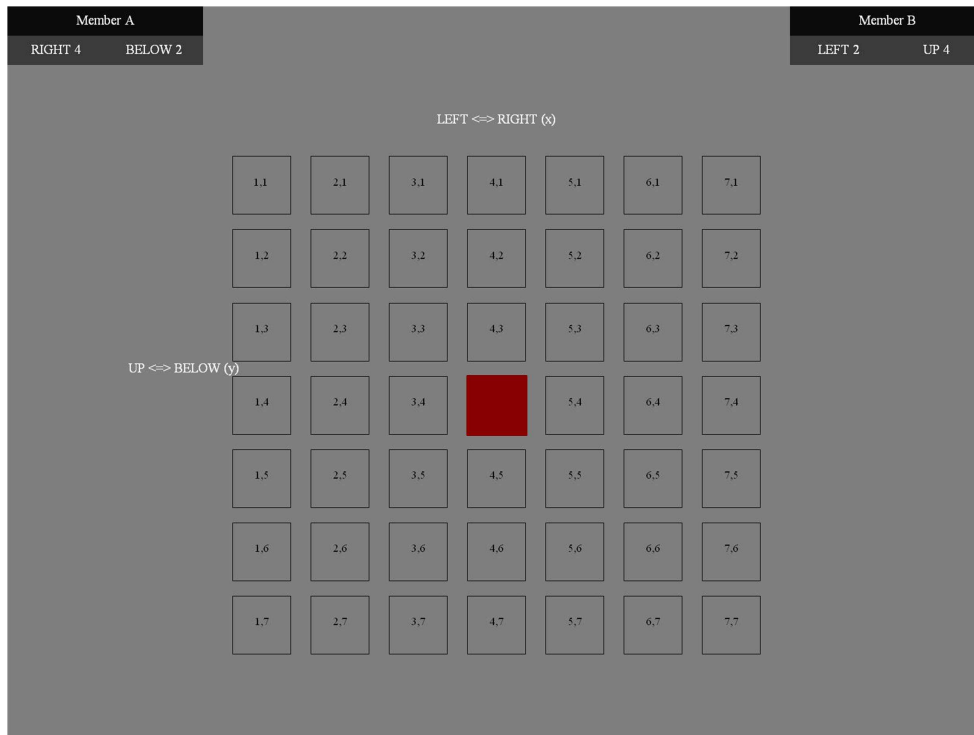 Member A
RIGHT 4 BELOW 2
Member B
LEFT 2 UP 4
LEFT <=> RIGHT (x)
1,1 2,1 3,1 4,1 5,1 6,1 7,1
1,2 2,2 3,2 4,2 5,2 6,2 7,2
1,3 2,3 3,3 4,3 5,3 6,3 7,3
UP <=> BELOW (y)
1,4 2,4 3,4 5,4 6,4 7,4
1,5 2,5 3,5 4,5 5,5 6,5 7,5
1,6 2,6 3,6 4,6 5,6 6,6 7,6
1,7 2,7 3,7 4,7 5,7 6,7 7,7